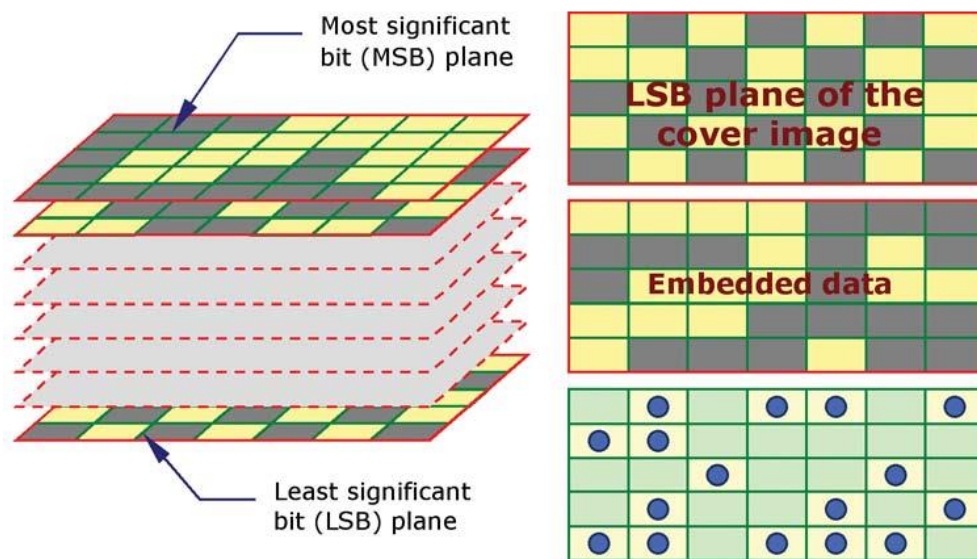 Most significant
bit (MSB) plane
Least significant
bit (LSB) plane
LSB plane of the
cover image
Embedded data